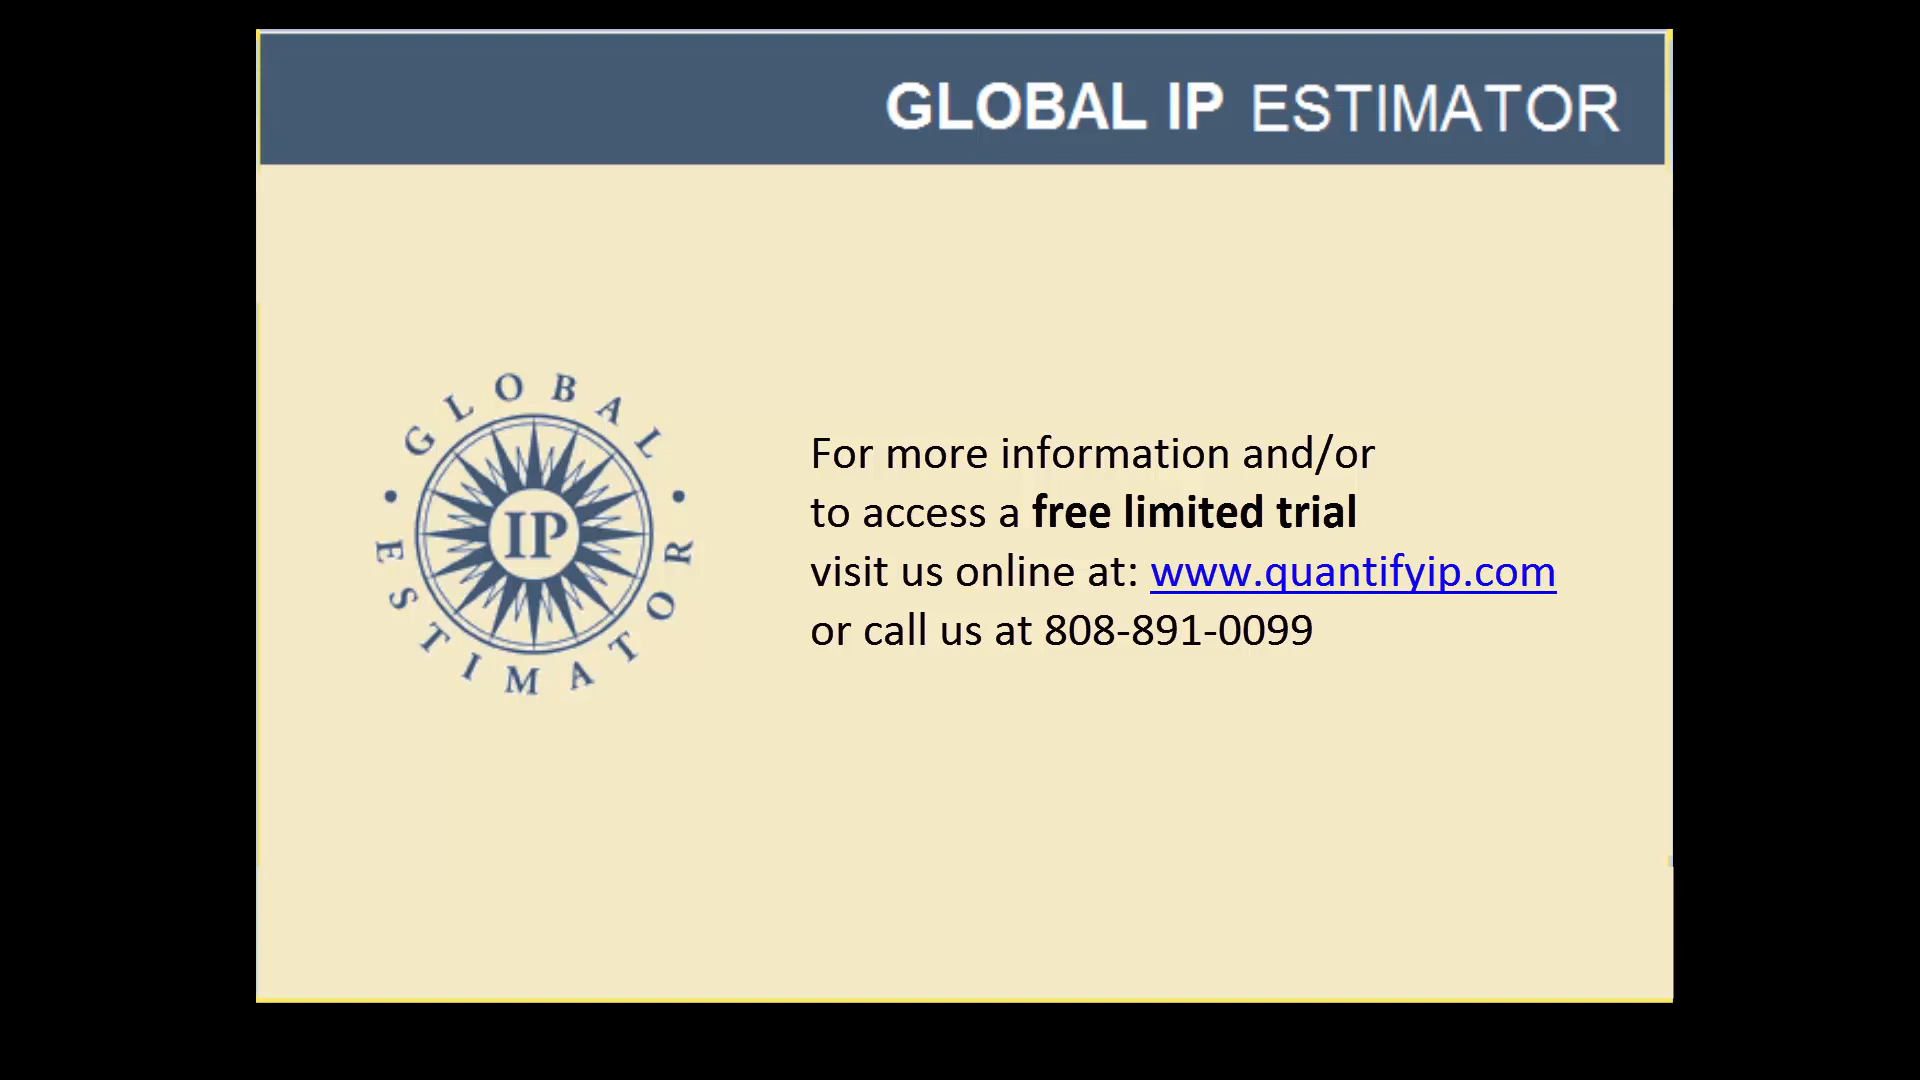 GLOBAL IP ESTIMATOR
GLOBAL
IP
ESTIMATOR
For more information and/or
to access a free limited trial
visit us online at: www.quantifyip.com
or call us at 808-891-0099